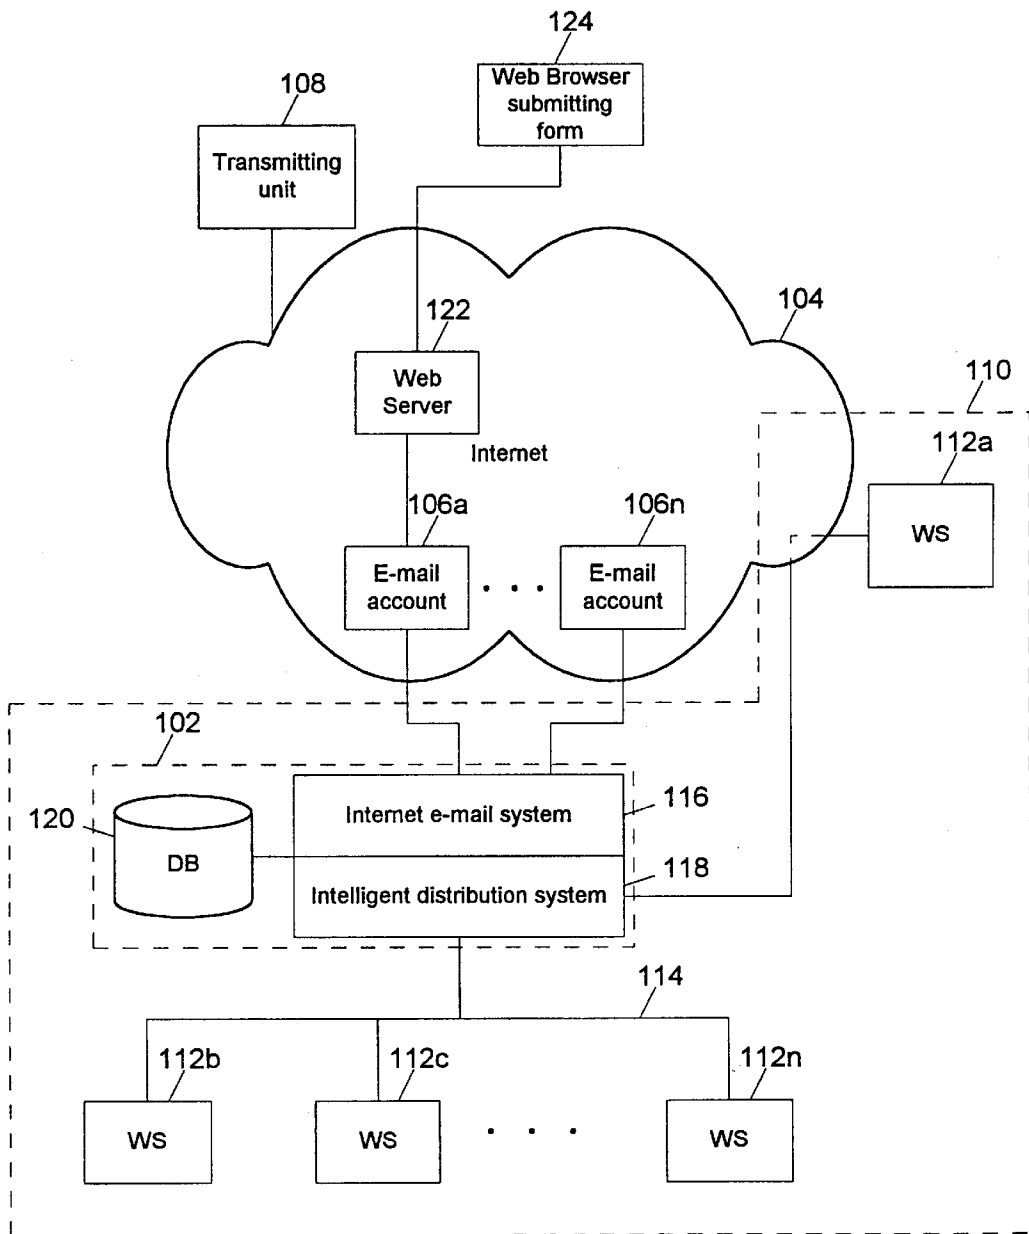 124
Web Browser
submitting
form
108
Transmitting
unit
104
122
Web
Server
110
Internet
112a
WS
106a
E-mail
account
. . .
106n
E-mail
account
102
120
DB
Internet e-mail system
116
Intelligent distribution system
118
114
112b
WS
112c
WS
. . .
112n
WS